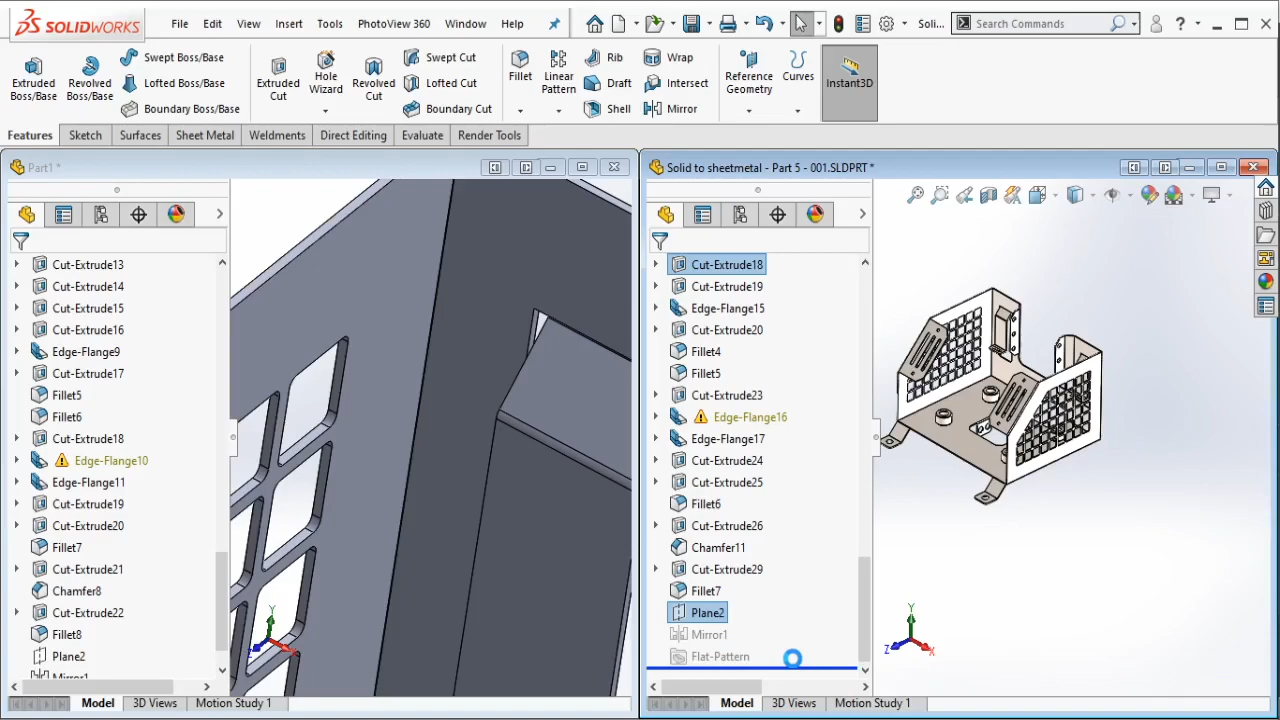 SOLIDWORKS
File Edit View Insert Tools PhotoView 360 Window Help
Soli...
Search Commands
Extruded Boss/Base
Revolved Boss/Base
Swept Boss/Base
Lofted Boss/Base
Boundary Boss/Base
Extruded Cut
Hole Wizard
Revolved Cut
Swept Cut
Lofted Cut
Boundary Cut
Fillet
Linear Pattern
Rib
Draft
Shell
Wrap
Intersect
Mirror
Reference Geometry
Curves
Instant3D
Features Sketch Surfaces Sheet Metal Weldments Direct Editing Evaluate Render Tools
Part1 *
Cut-Extrude13
Cut-Extrude14
Cut-Extrude15
Cut-Extrude16
Edge-Flange9
Cut-Extrude17
Fillet5
Fillet6
Cut-Extrude18
Edge-Flange10
Edge-Flange11
Cut-Extrude19
Cut-Extrude20
Fillet7
Cut-Extrude21
Chamfer8
Cut-Extrude22
Fillet8
Plane2
Mirror1
Y
Z
Model 3D Views Motion Study 1
Solid to sheetmetal - Part 5 - 001.SLDPRT *
Cut-Extrude18
Cut-Extrude19
Edge-Flange15
Cut-Extrude20
Fillet4
Fillet5
Cut-Extrude23
Edge-Flange16
Edge-Flange17
Cut-Extrude24
Cut-Extrude25
Fillet6
Cut-Extrude26
Chamfer11
Cut-Extrude29
Fillet7
Plane2
Mirror1
Flat-Pattern
Y
Z
X
Model 3D Views Motion Study 1